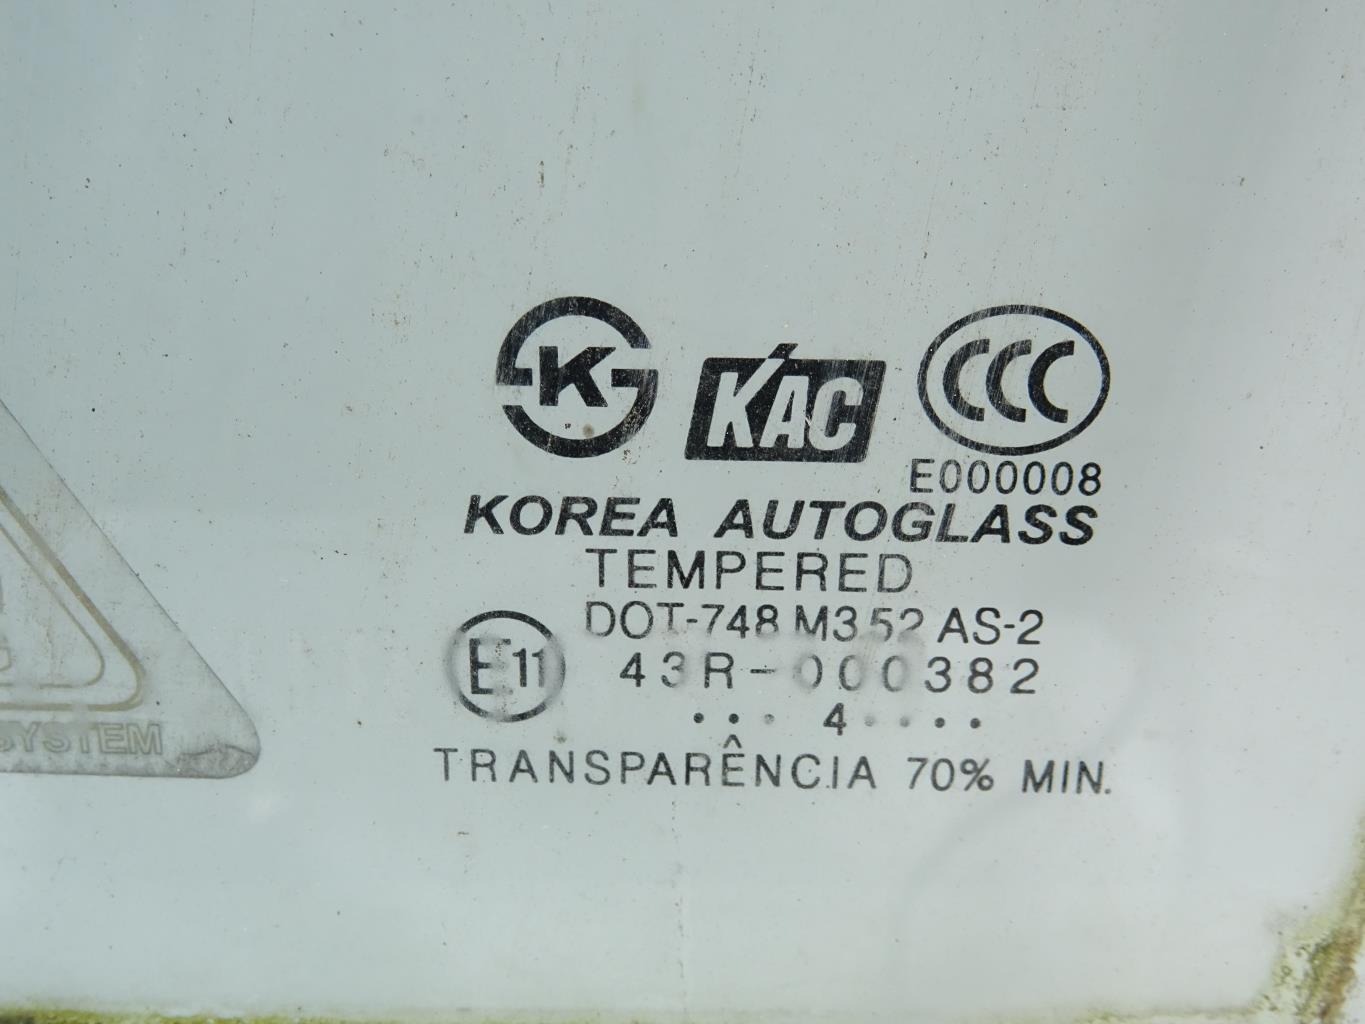 K
KAC
CCC
E000008
KOREA AUTOGLASS
TEMPERED
DOT-748 M352 AS-2
E11
43R-000382
•• • 4 • • • •
TRANSPARÊNCIA 70% MIN.
SYSTEM